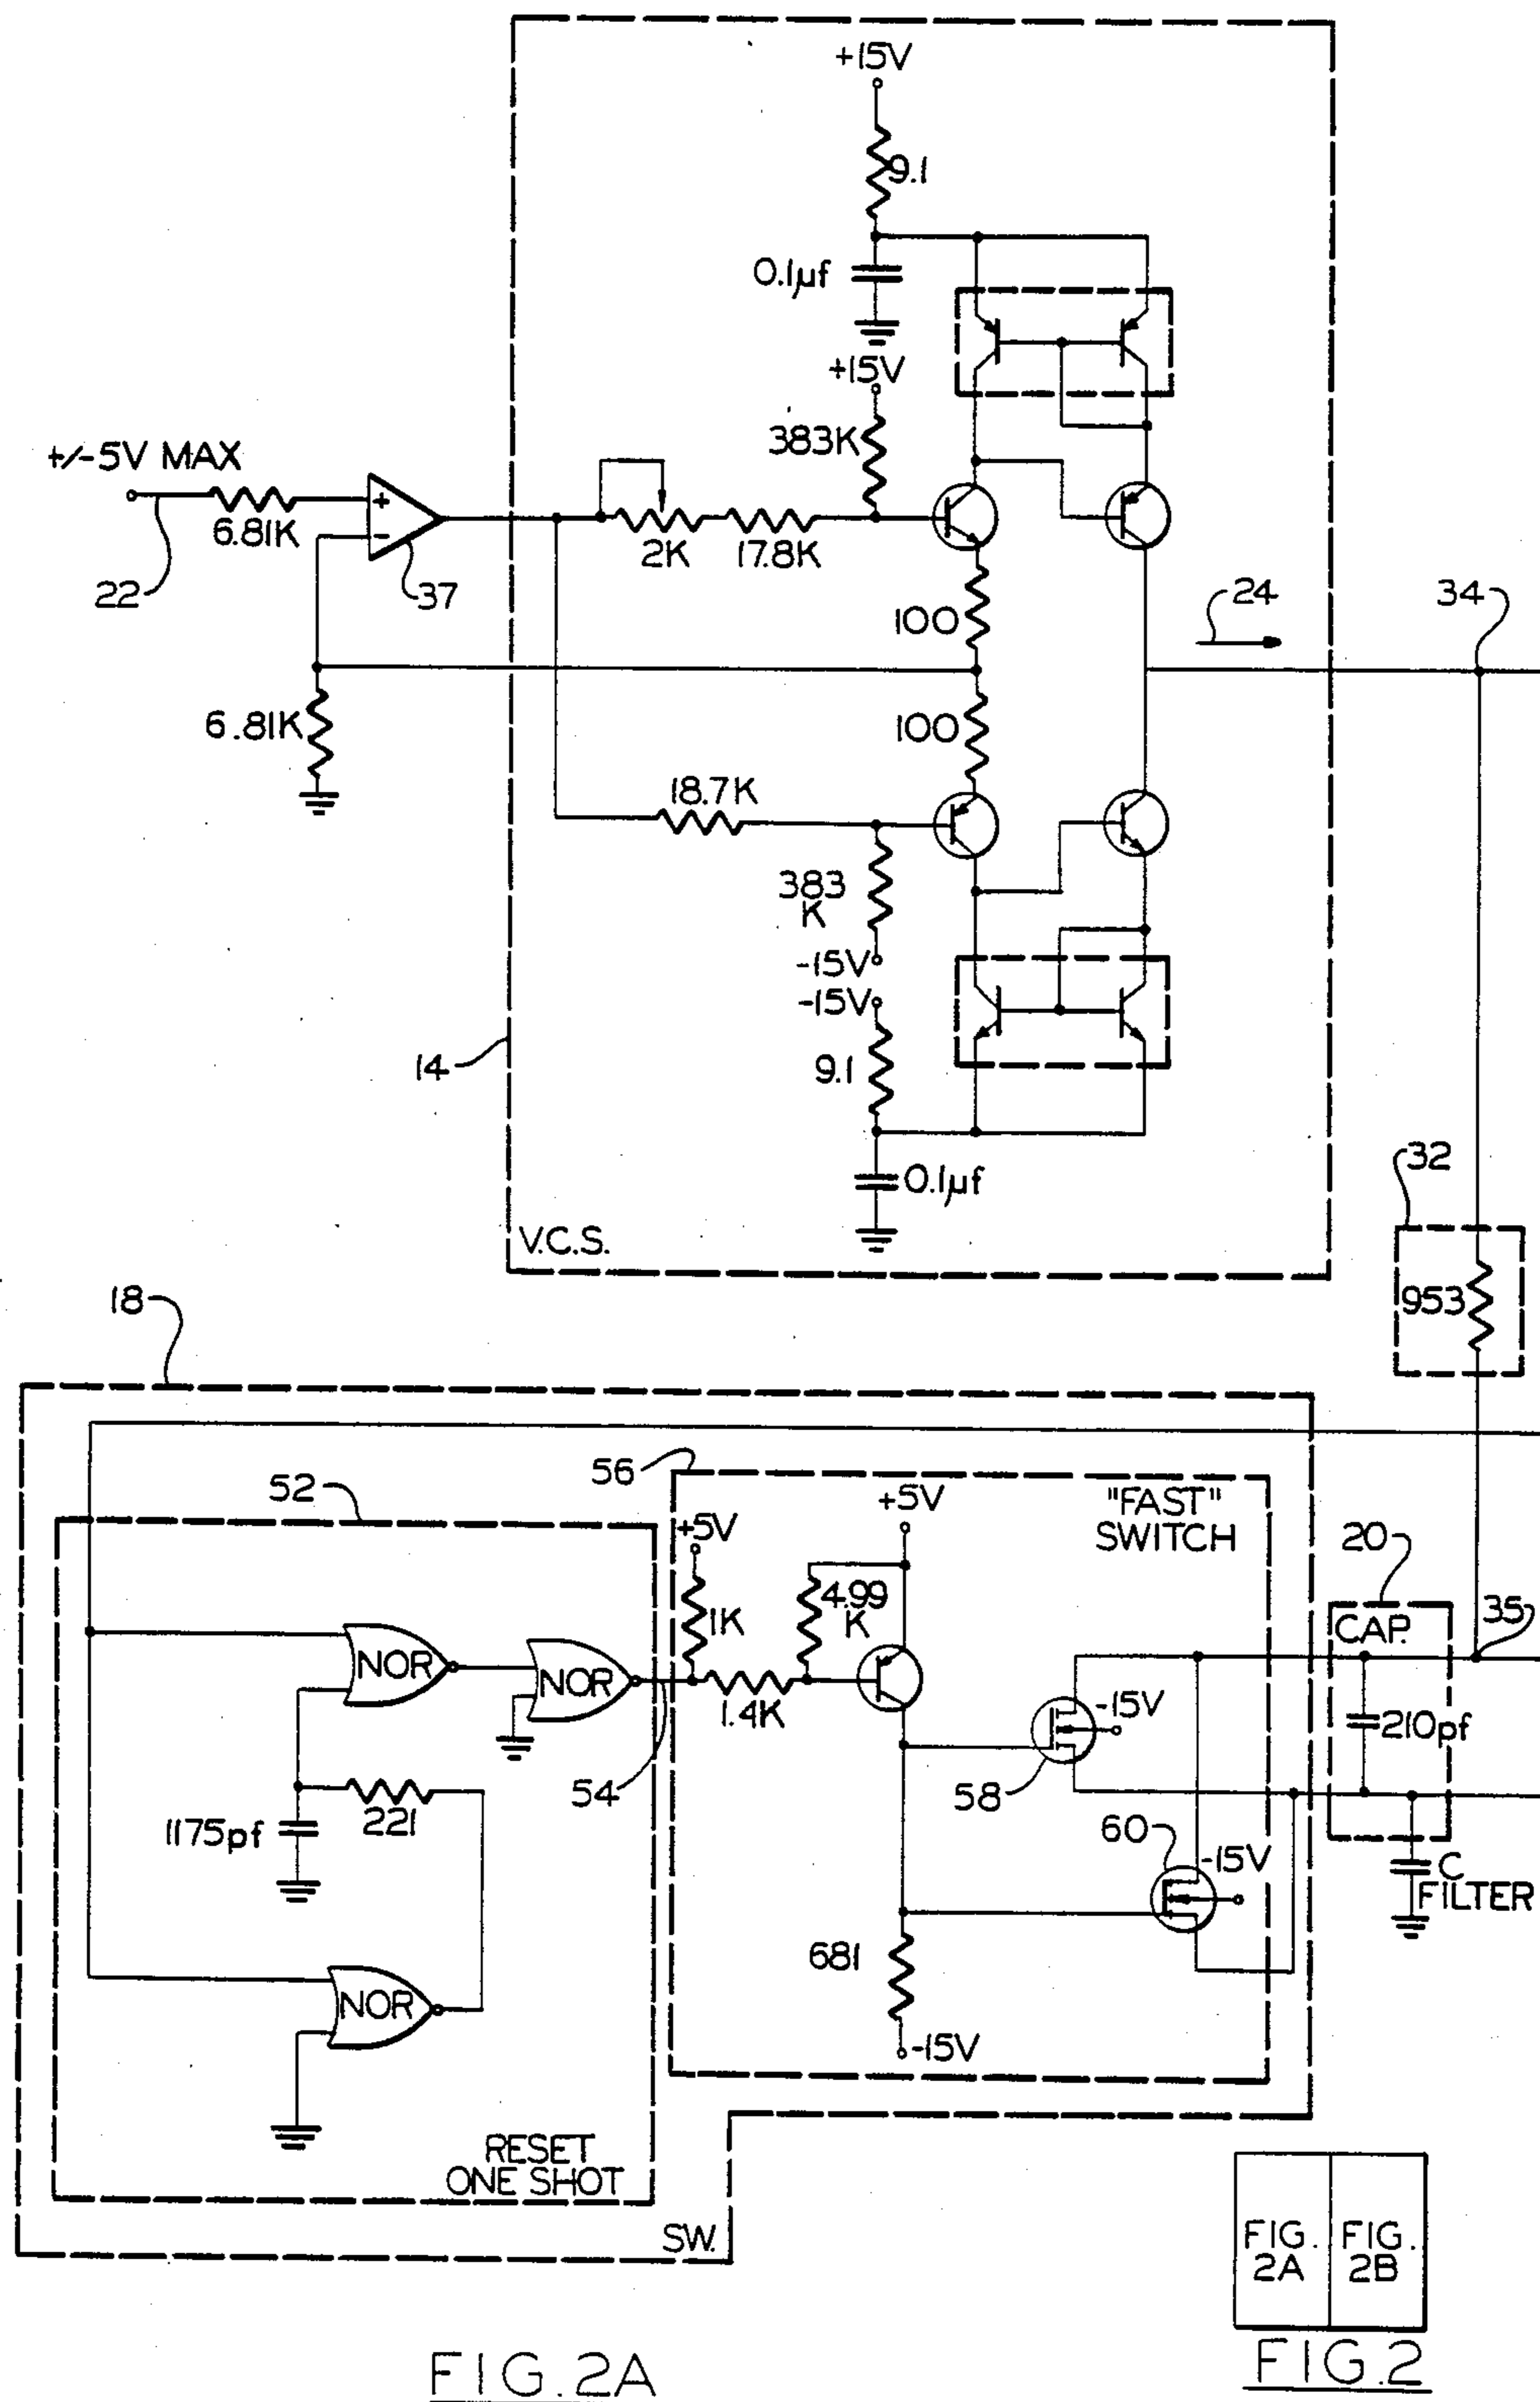 +15V
9.1
0.1µf
+15V
383K
+/-5V MAX
+
6.81K
-
2K
17.8K
22
37
100
24
34
6.81K
100
18.7K
383
K
-15V
-15V
14
9.1
0.1µf
32
V.C.S.
953
18
56
52
+5V
+5V
"FAST"
SWITCH
20
1K
4.99
K
CAP.
35
NOR
NOR
1.4K
-15V
210pf
54
58
1175pf
221
60
-15V
C
FILTER
681
NOR
-15V
RESET
ONE SHOT
SW.
FIG.
2A
FIG.
2B
FIG.2A
FIG.2